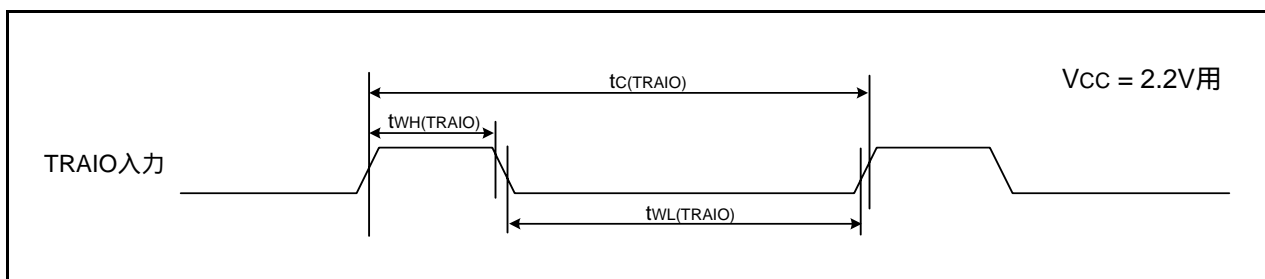 tC(TRAIO)
VCC = 2.2V用
tWH(TRAIO)
TRAIO入力
tWL(TRAIO)